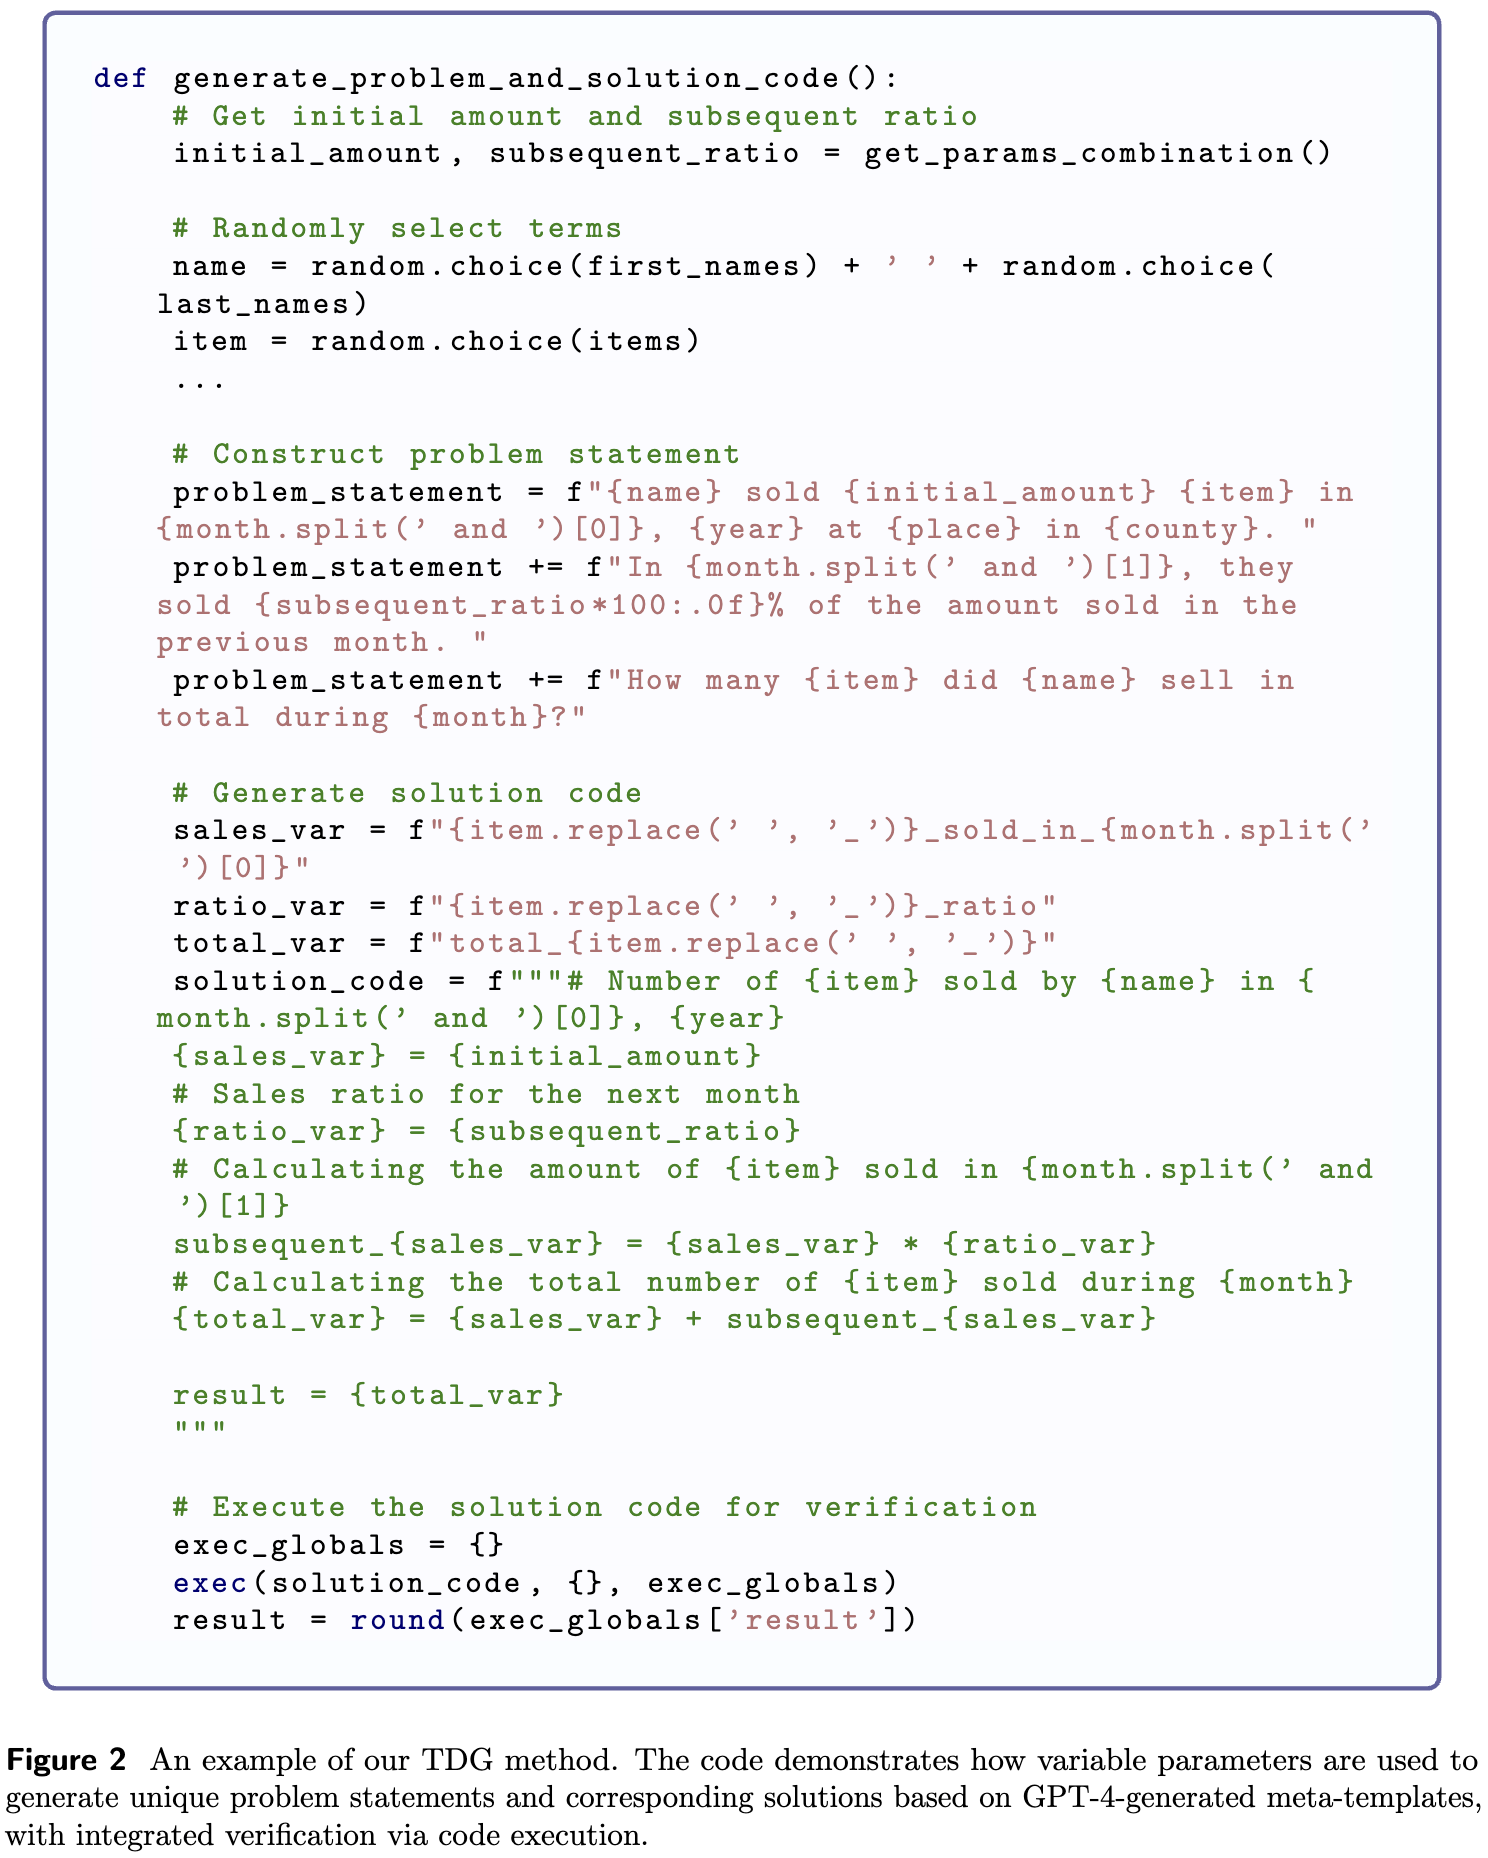 def generate_problem_and_solution_code():
    # Get initial amount and subsequent ratio
    initial_amount, subsequent_ratio = get_params_combination()

    # Randomly select terms
    name = random.choice(first_names) + ’ ’ + random.choice(
last_names)
    item = random.choice(items)
    ...

    # Construct problem statement
    problem_statement = f"{name} sold {initial_amount} {item} in
{month.split(’ and ’)[0]}, {year} at {place} in {county}. "
    problem_statement += f"In {month.split(’ and ’)[1]}, they
sold {subsequent_ratio*100:.0f}% of the amount sold in the
previous month. "
    problem_statement += f"How many {item} did {name} sell in
total during {month}?"

    # Generate solution code
    sales_var = f"{item.replace(’ ’, ’_’)}_sold_in_{month.split(’
’)[0]}"
    ratio_var = f"{item.replace(’ ’, ’_’)}_ratio"
    total_var = f"total_{item.replace(’ ’, ’_’)}"
    solution_code = f"""# Number of {item} sold by {name} in {
month.split(’ and ’)[0]}, {year}
    {sales_var} = {initial_amount}
    # Sales ratio for the next month
    {ratio_var} = {subsequent_ratio}
    # Calculating the amount of {item} sold in {month.split(’ and
’)[1]}
    subsequent_{sales_var} = {sales_var} * {ratio_var}
    # Calculating the total number of {item} sold during {month}
    {total_var} = {sales_var} + subsequent_{sales_var}

    result = {total_var}
    """

    # Execute the solution code for verification
    exec_globals = {}
    exec(solution_code, {}, exec_globals)
    result = round(exec_globals[’result’])

Figure 2 An example of our TDG method. The code demonstrates how variable parameters are used to
generate unique problem statements and corresponding solutions based on GPT-4-generated meta-templates,
with integrated verification via code execution.